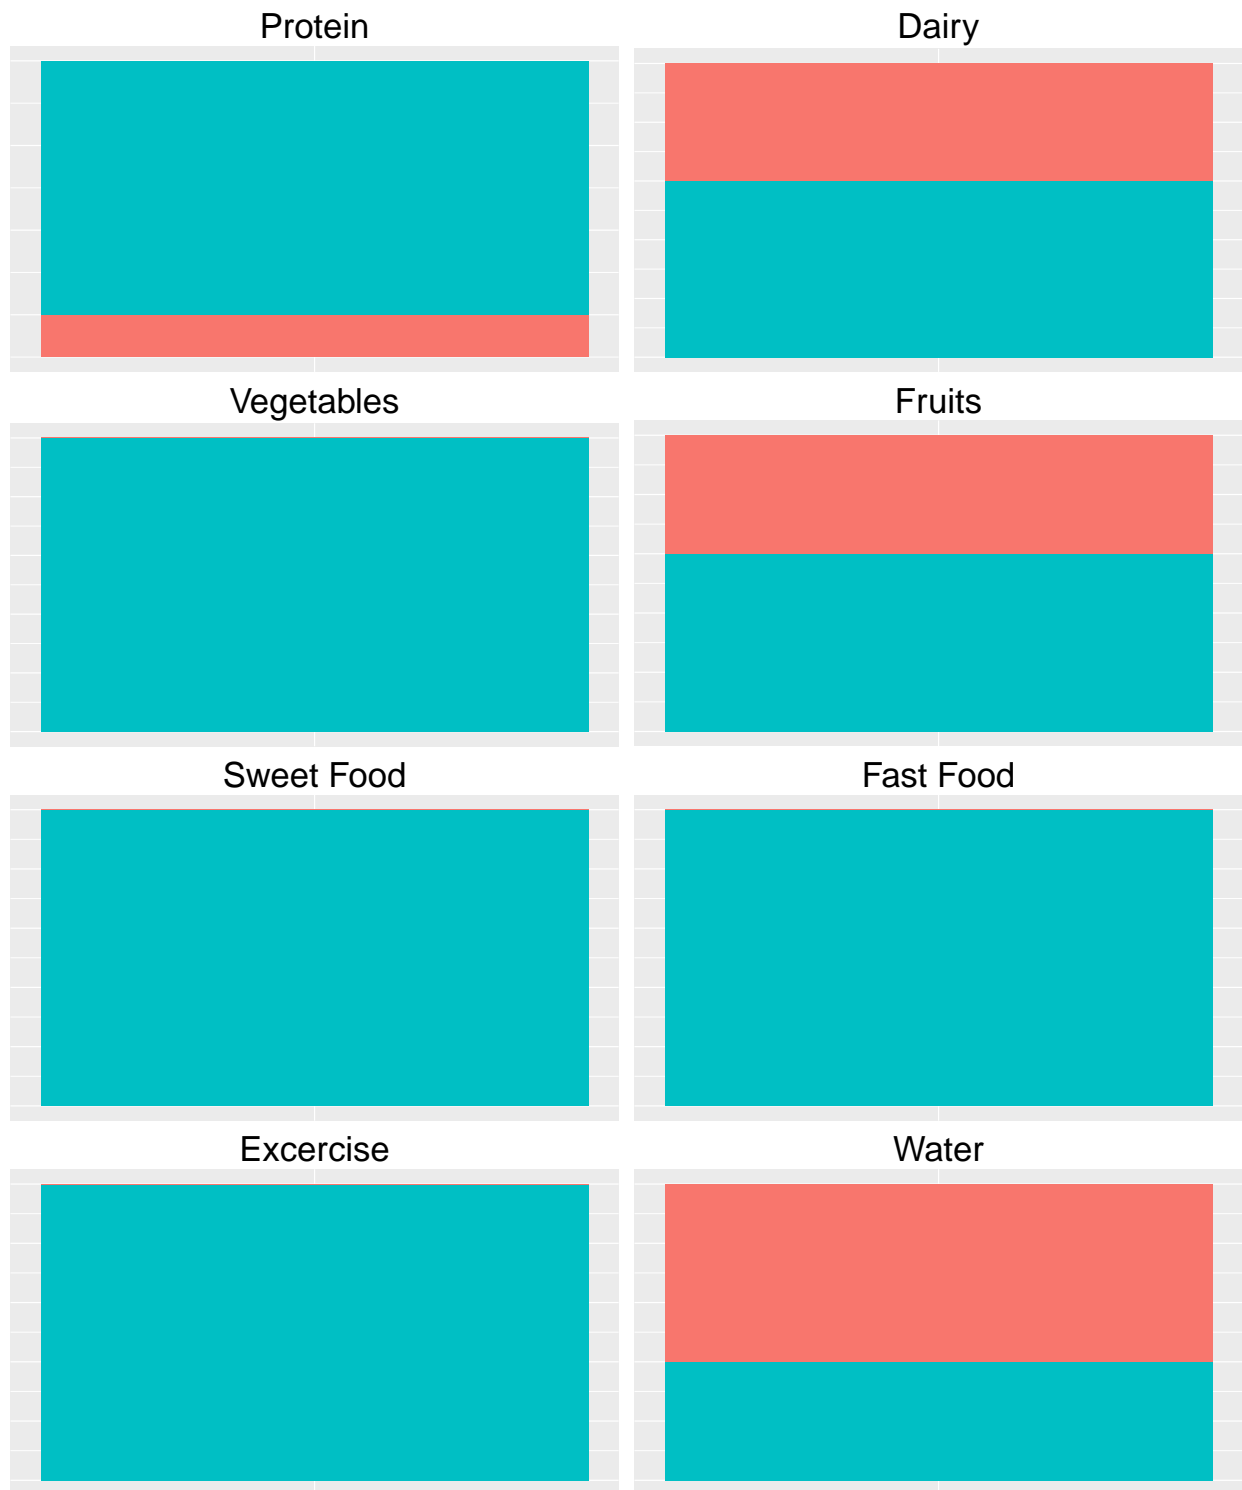 Protein
Dairy
Vegetables
Fruits
Sweet Food
Fast Food
Excercise
Water